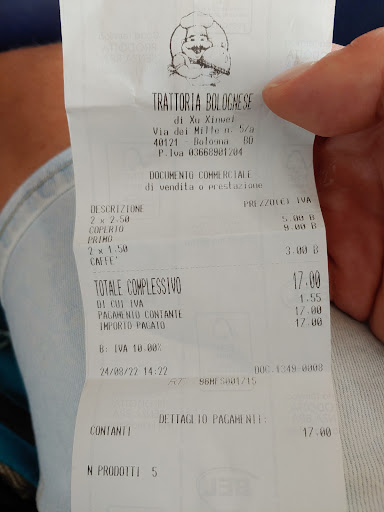 TRATTORIA BOLOGNESE
di Xu Xinwei
Via dei Mille n. 5/a
40121 - Bologna BO
P.Iva 03668901204
DOCUMENTO COMMERCIALE
di vendita o prestazione
DESCRIZIONE PREZZO(E) IVA
2 x 2.50
COPERTO 5.00 B
PRIMO 9.00 B
2 x 1.50
CAFFE' 3.00 B
TOTALE COMPLESSIVO 17.00
DI CUI IVA 1.55
PAGAMENTO CONTANTE 17.00
IMPORTO PAGATO 17.00
B: IVA 10.00%
24/08/22 14:22 DOC.1349-0008
DETTAGLIO PAGAMENTI:
CONTANTI 17.00
N PRODOTTI 5